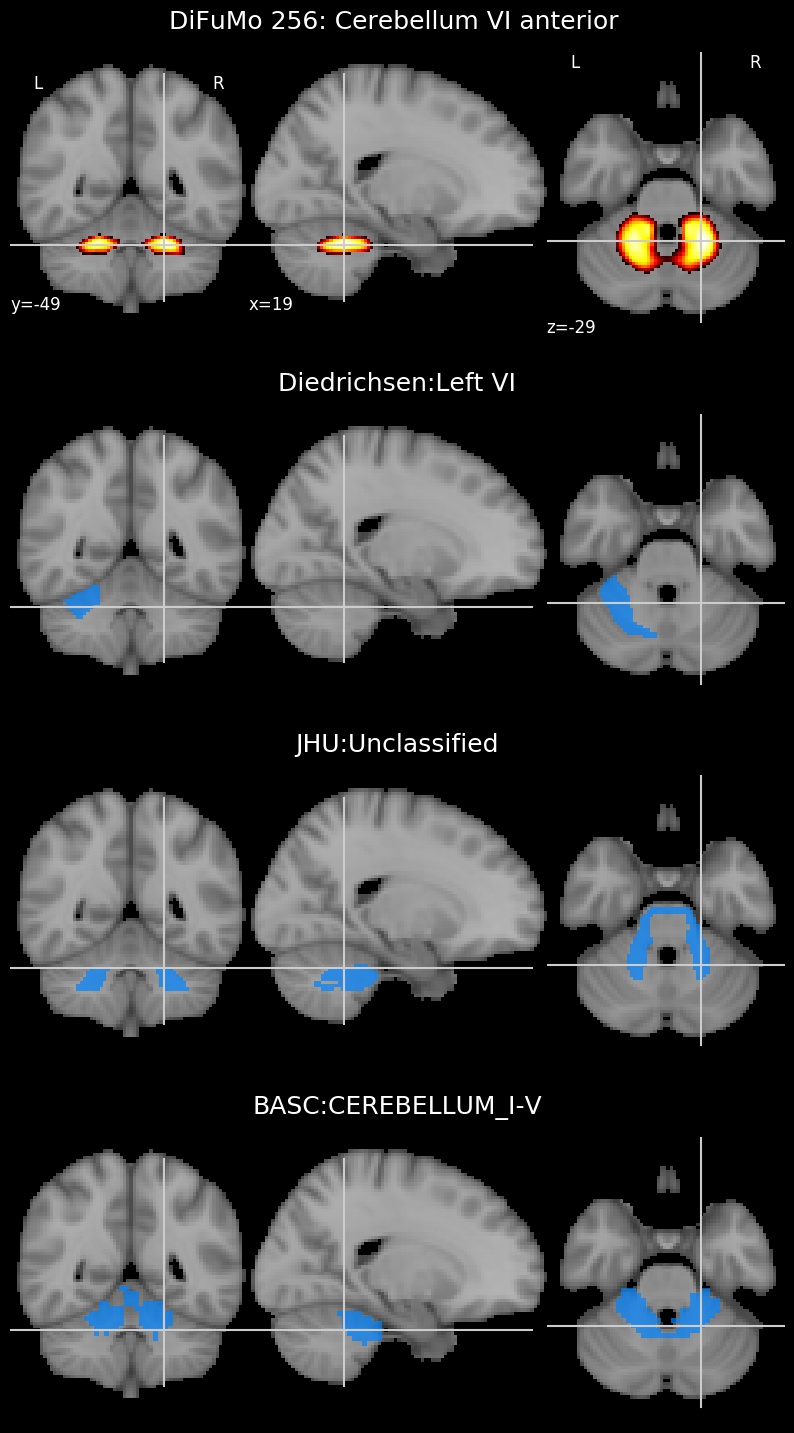 DiFuMo 256: Cerebellum VI anterior
L R L R
y=-49 x=19 z=-29
Diedrichsen:Left VI
JHU:Unclassified
BASC:CEREBELLUM_I-V